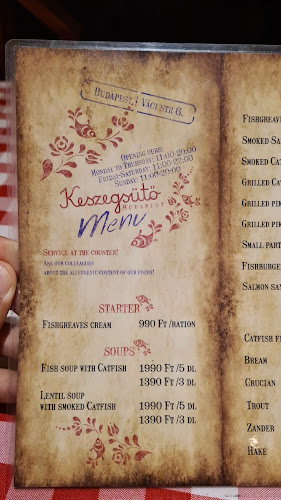 Budapest, Váci str 6.
Opening ours:
Monday to Thursday: 11:00-20:00
Friday-Saturday: 11:00-22:00
Sunday: 11:00-20:00
Keszegsütő
BUDAPEST
Menu
Service at the counter!
Ask our colleagues
about the allergenic content of our foods!
STARTER
Fishgreaves cream 990 Ft /ration
SOUPS
Fish soup with Catfish 1990 Ft /5 dl
1390 Ft /3 dl
Lentil soup
with smoked Catfish 1990 Ft /5 dl
1390 Ft /3 dl
Fishgreaves
Smoked Sa
Smoked Cat
Grilled Cat
Grilled pik
Grilled pik
Small part
Fishburge
Salmon san
Catfish f
Bream
Crucian
Trout
Zander
Hake